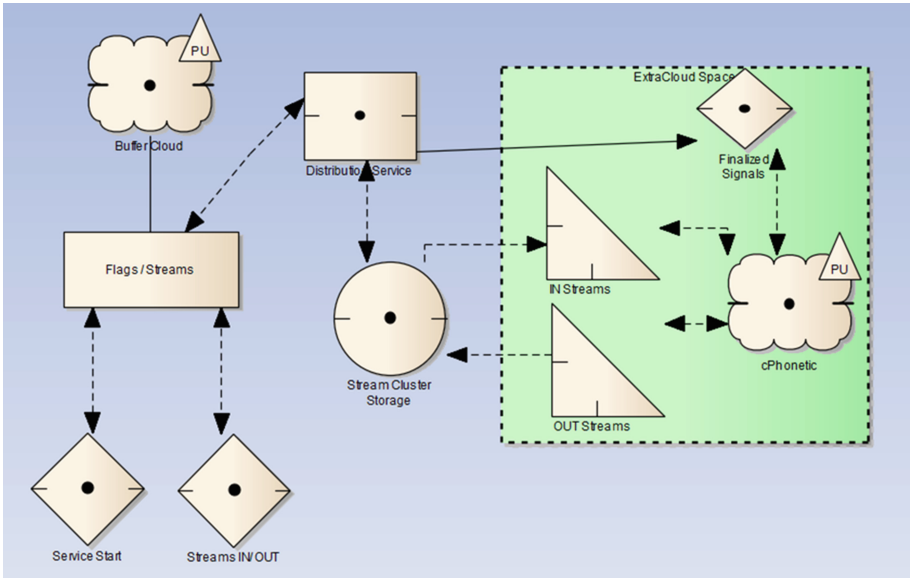 PU
ExtraCloud Space
Buffer Cloud
Distribution Service
Finalized
Signals
Flags / Streams
PU
IN Streams
cPhonetic
Stream Cluster
Storage
OUT Streams
Service Start
Streams IN/OUT